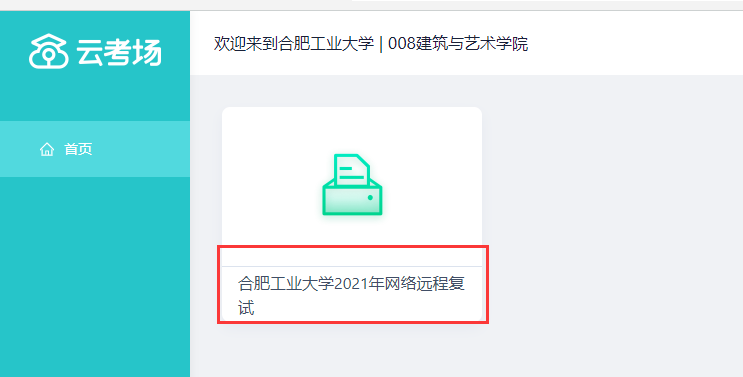 云考场
欢迎来到合肥工业大学 | 008建筑与艺术学院
首页
合肥工业大学2021年网络远程复
试